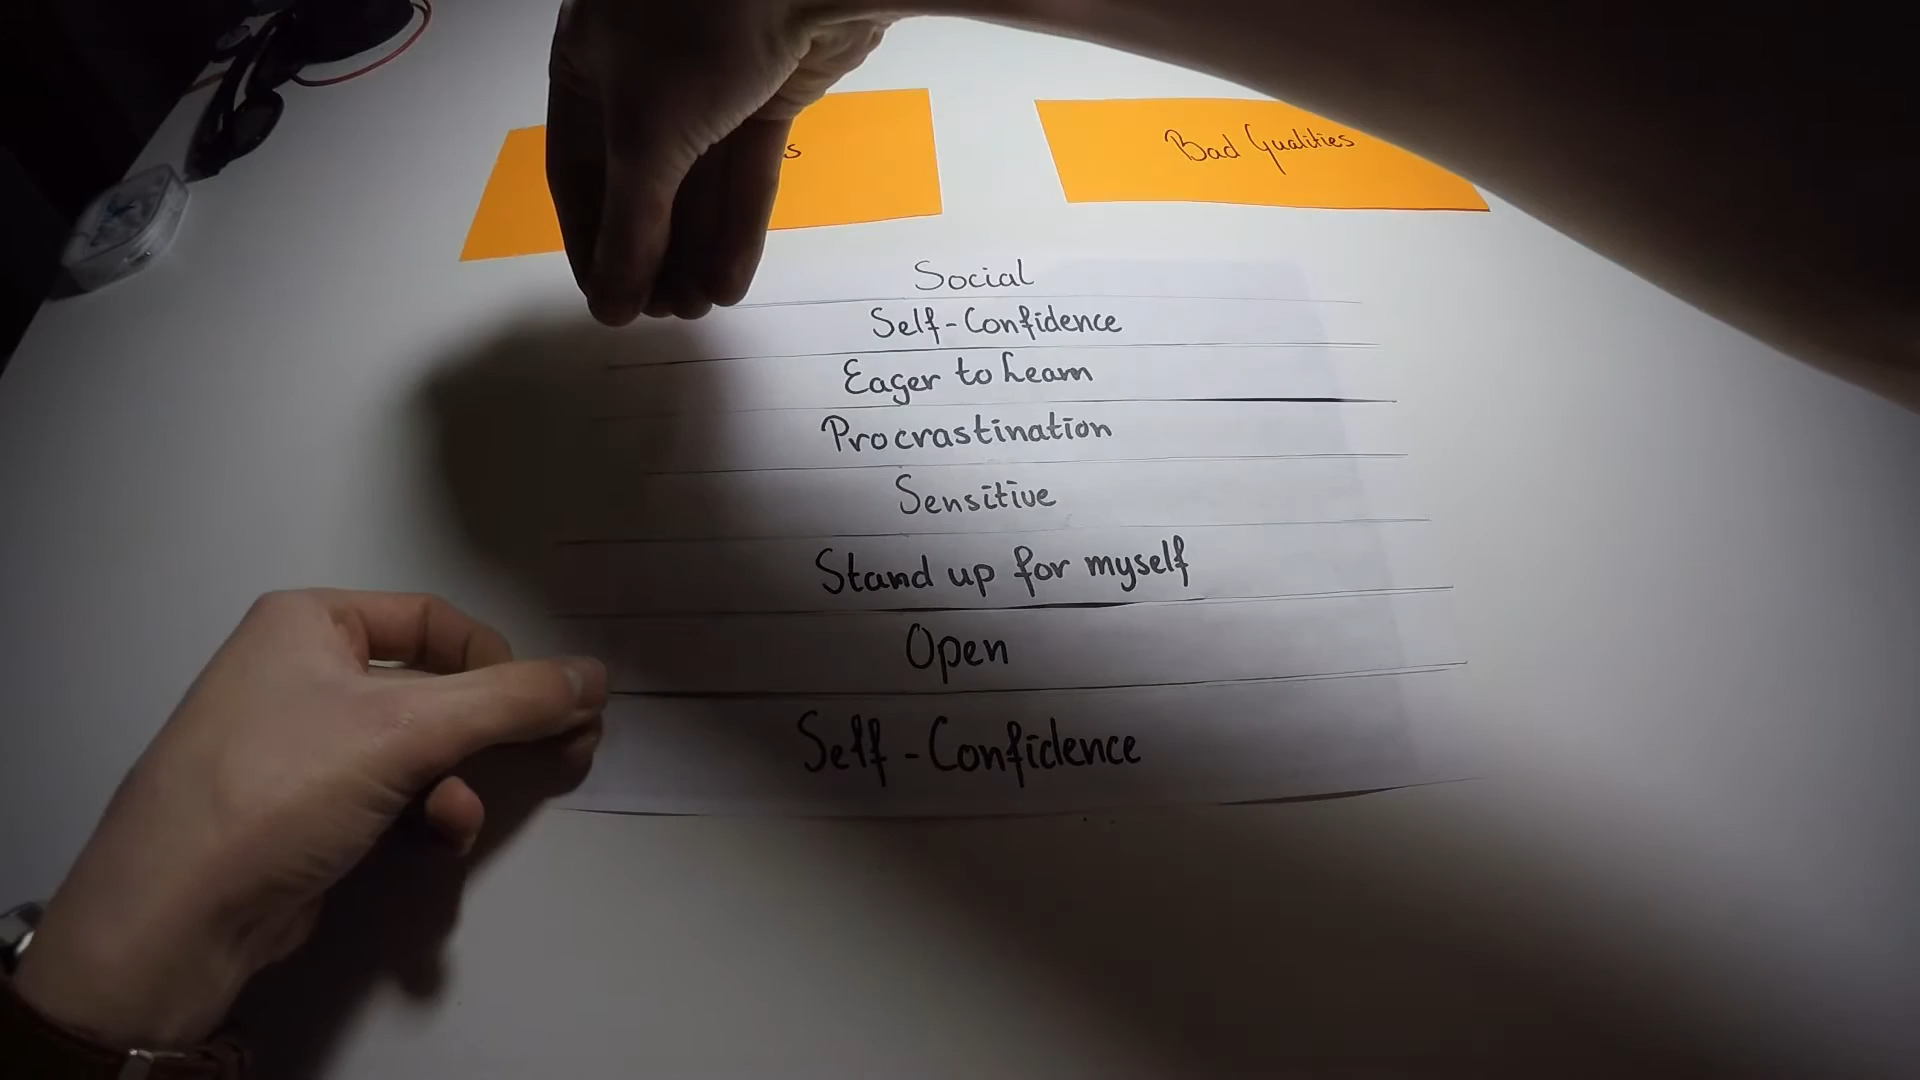 s
Bad Qualities
Social
Self-Confidence
Eager to Learn
Procrastination
Sensitive
Stand up for myself
Open
Self-Confidence